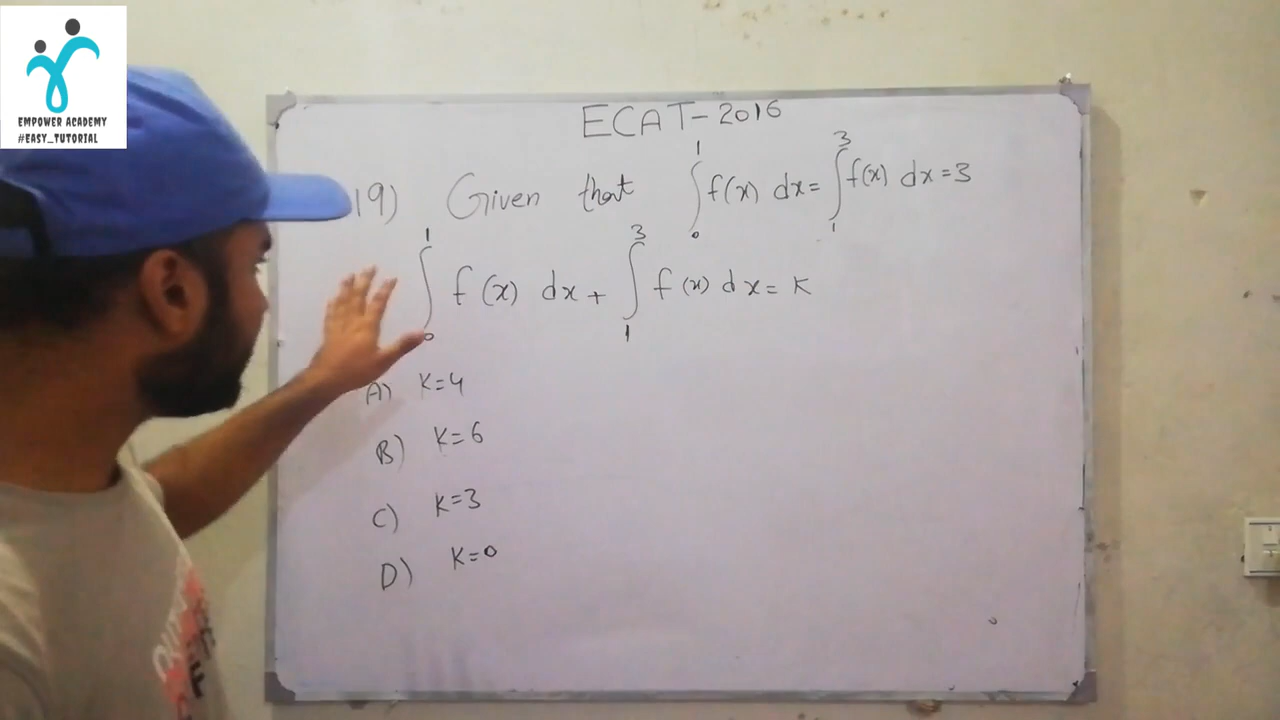 EMPOWER ACADEMY
#EASY_TUTORIAL
ECAT-2016
19) Given that ∫₀¹ f(x) dx = ∫₁³ f(x) dx = 3
∫₀¹ f(x) dx + ∫₁³ f(x) dx = K
A) K=4
B) K=6
C) K=3
D) K=0